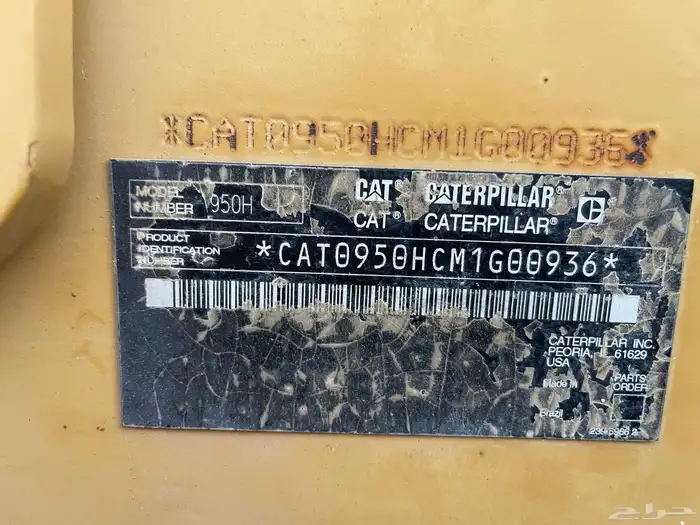 *CAT0950HCM1G00936*
MODEL
NUMBER 950H
CAT® CATERPILLAR®
CAT® CATERPILLAR®
PRODUCT
IDENTIFICATION
NUMBER
*CAT0950HCM1G00936*
CATERPILLAR INC.
PEORIA, IL 61629
USA
Made in
Brazil
PARTS
ORDER
حراج